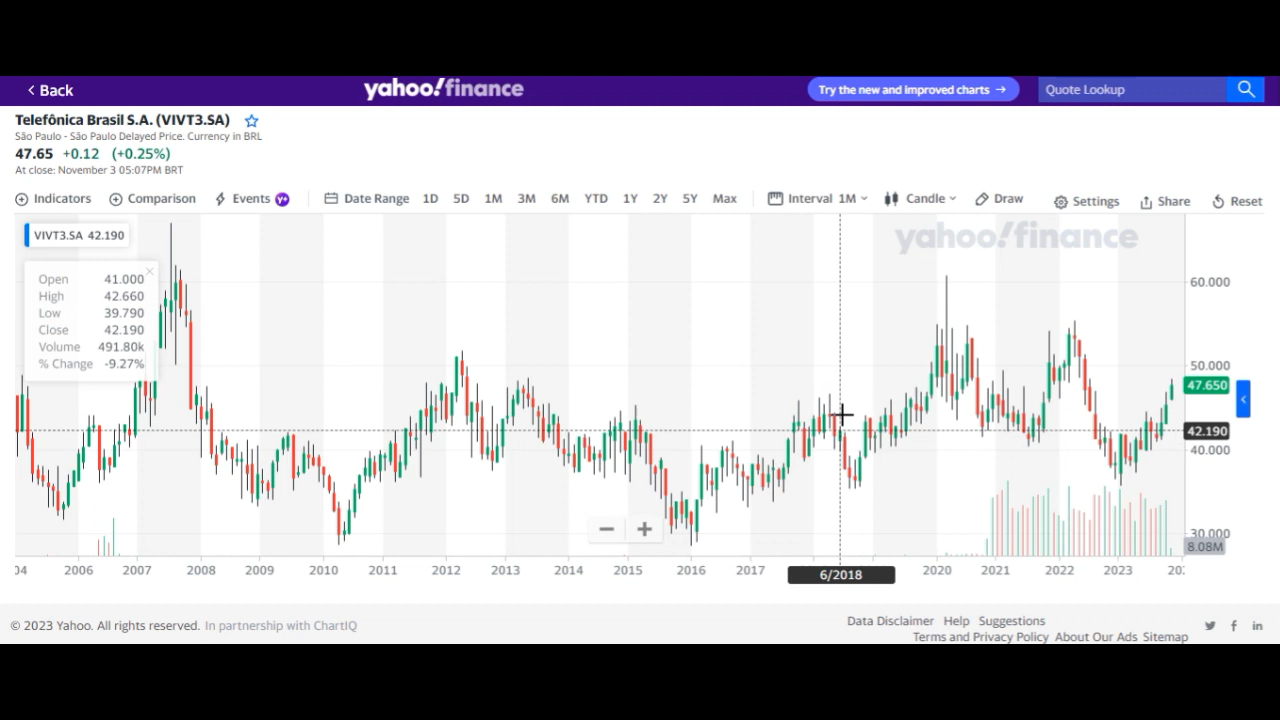 Back
yahoo!finance
Try the new and improved charts
Quote Lookup
Telefônica Brasil S.A. (VIVT3.SA)
São Paulo - São Paulo Delayed Price. Currency in BRL
47.65 +0.12 (+0.25%)
At close: November 3 05:07PM BRT
Indicators Comparison Events Y+ Date Range 1D 5D 1M 3M 6M YTD 1Y 2Y 5Y Max Interval 1M Candle Draw Settings Share Reset
VIVT3.SA 42.190
yahoo!finance
Open 41.000
High 42.660
Low 39.790
Close 42.190
Volume 491.80k
% Change -9.27%
60.000
50.000
47.650
42.190
40.000
30.000
8.08M
04 2006 2007 2008 2009 2010 2011 2012 2013 2014 2015 2016 2017 6/2018 2020 2021 2022 2023 202
© 2023 Yahoo. All rights reserved. In partnership with ChartIQ
Data Disclaimer Help Suggestions
Terms and Privacy Policy About Our Ads Sitemap